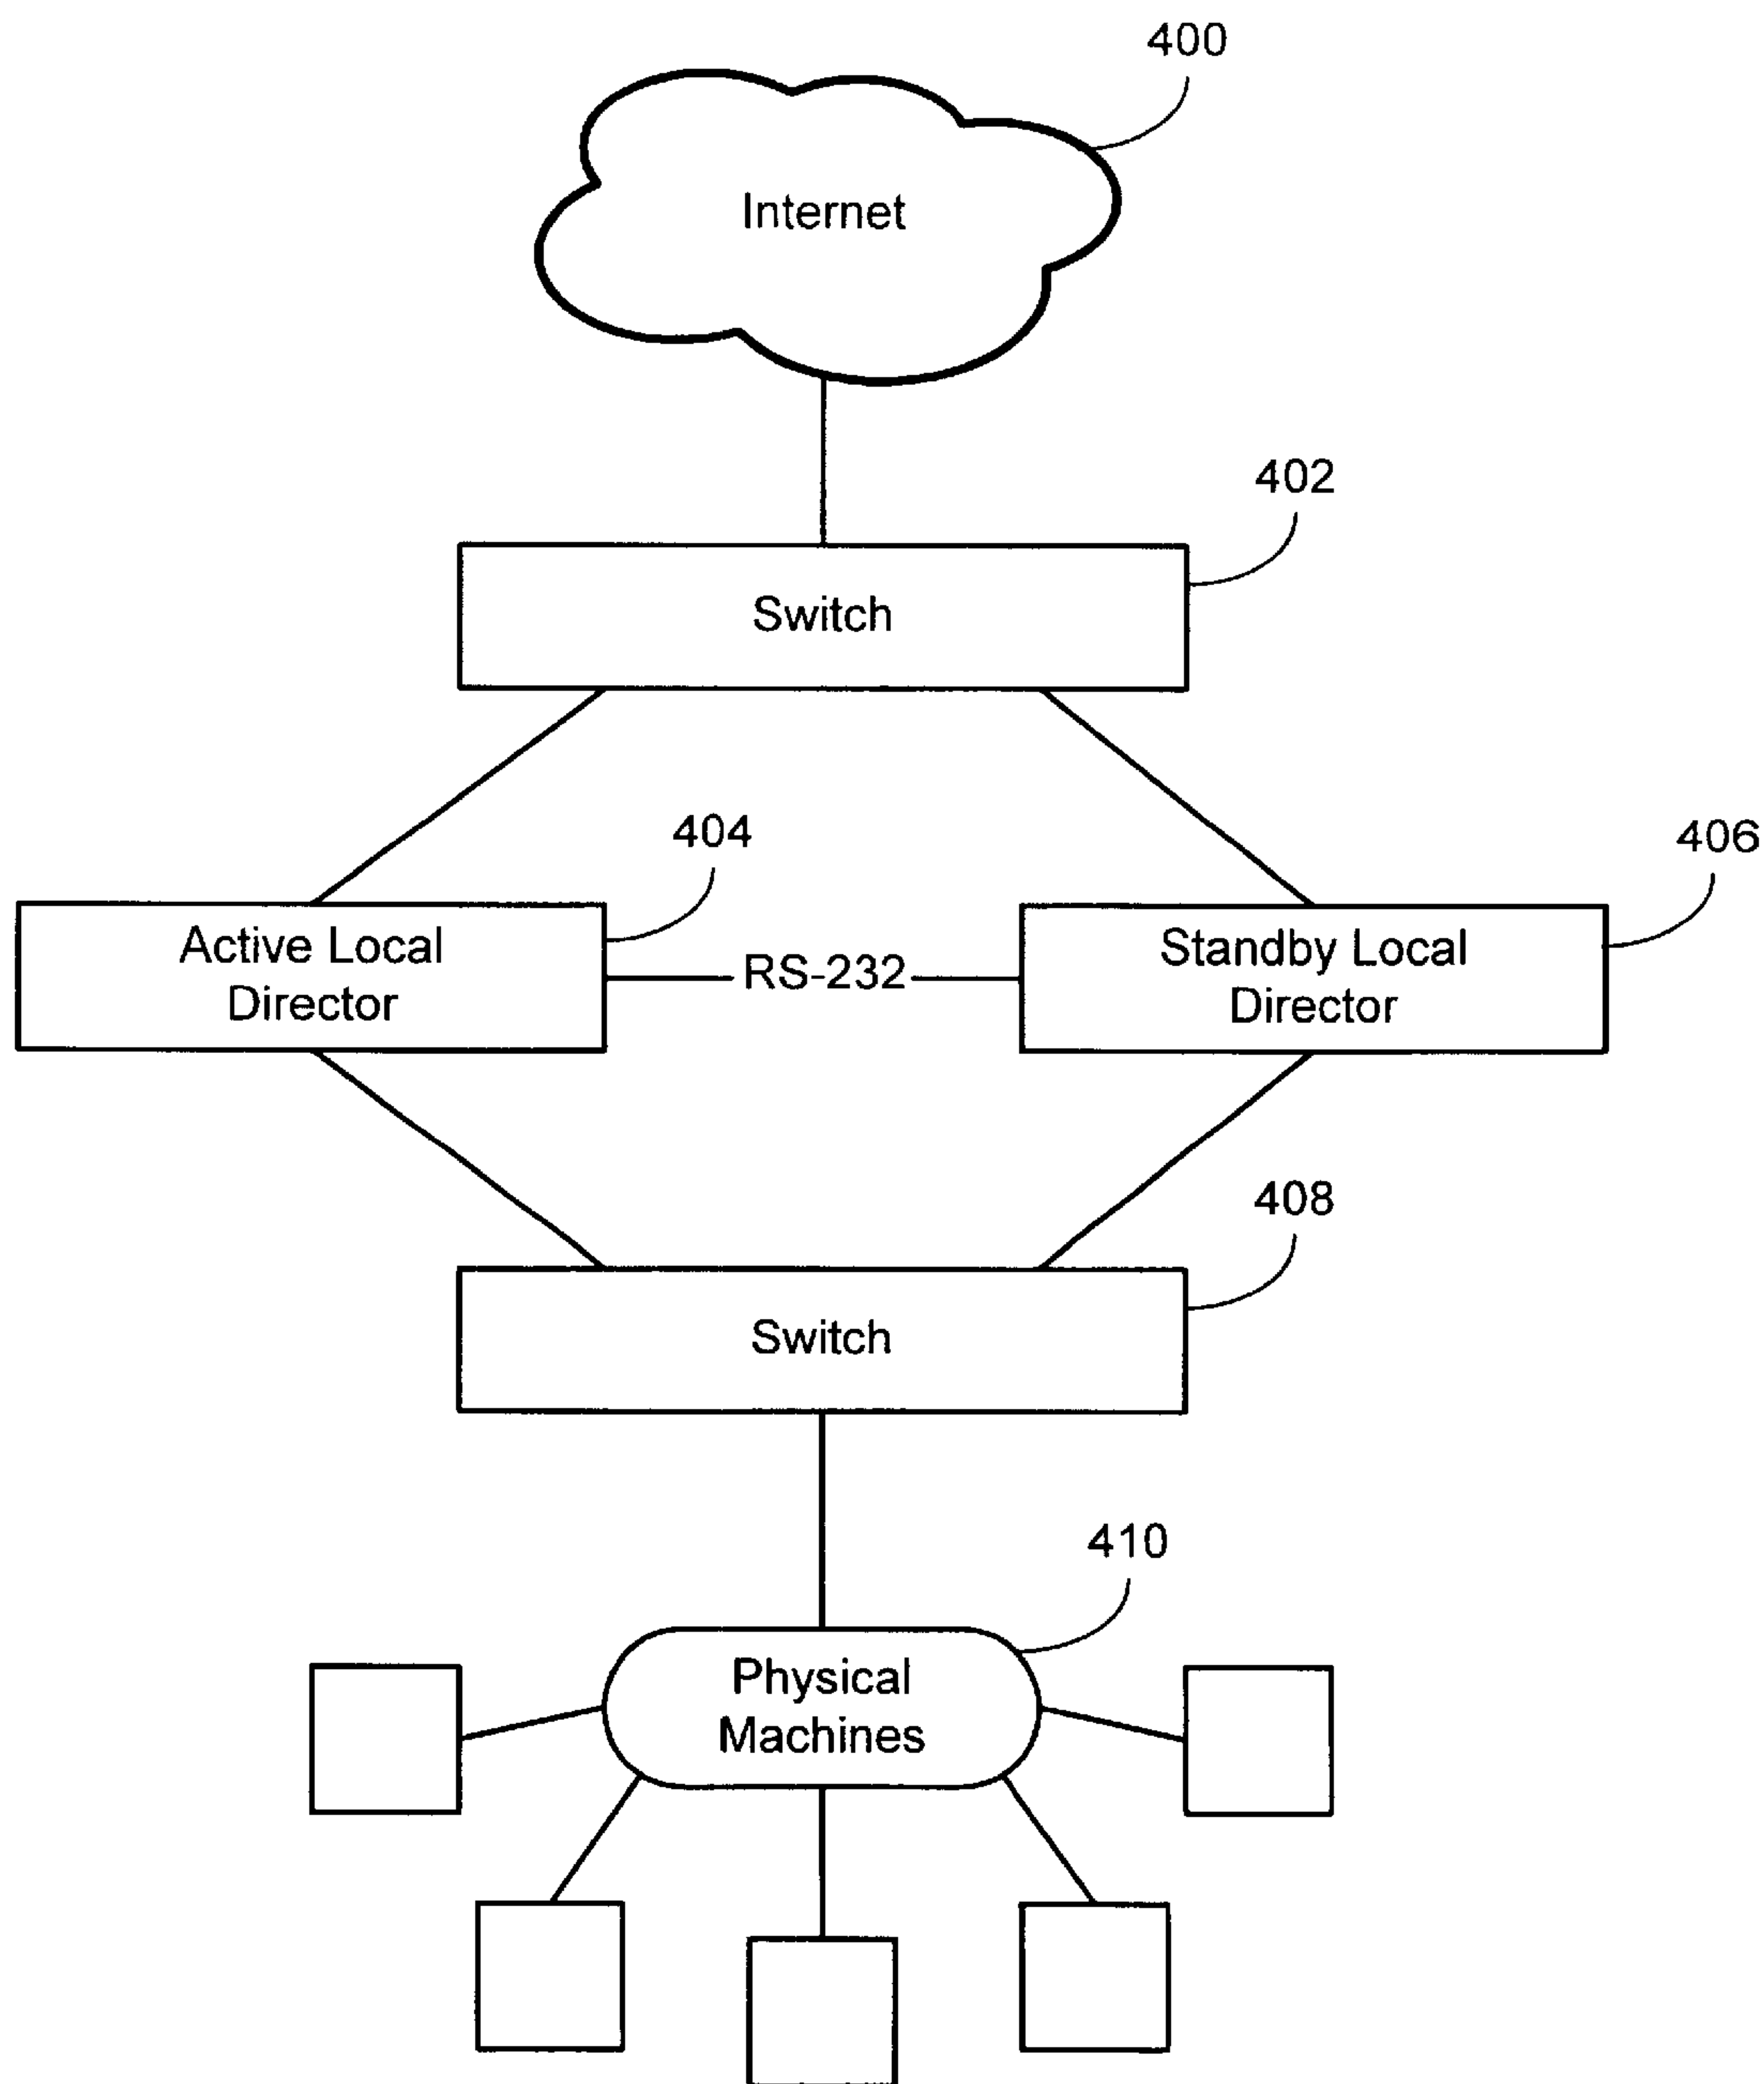 400
Internet
402
Switch
404
406
Active Local
Director
RS-232
Standby Local
Director
408
Switch
410
Physical
Machines